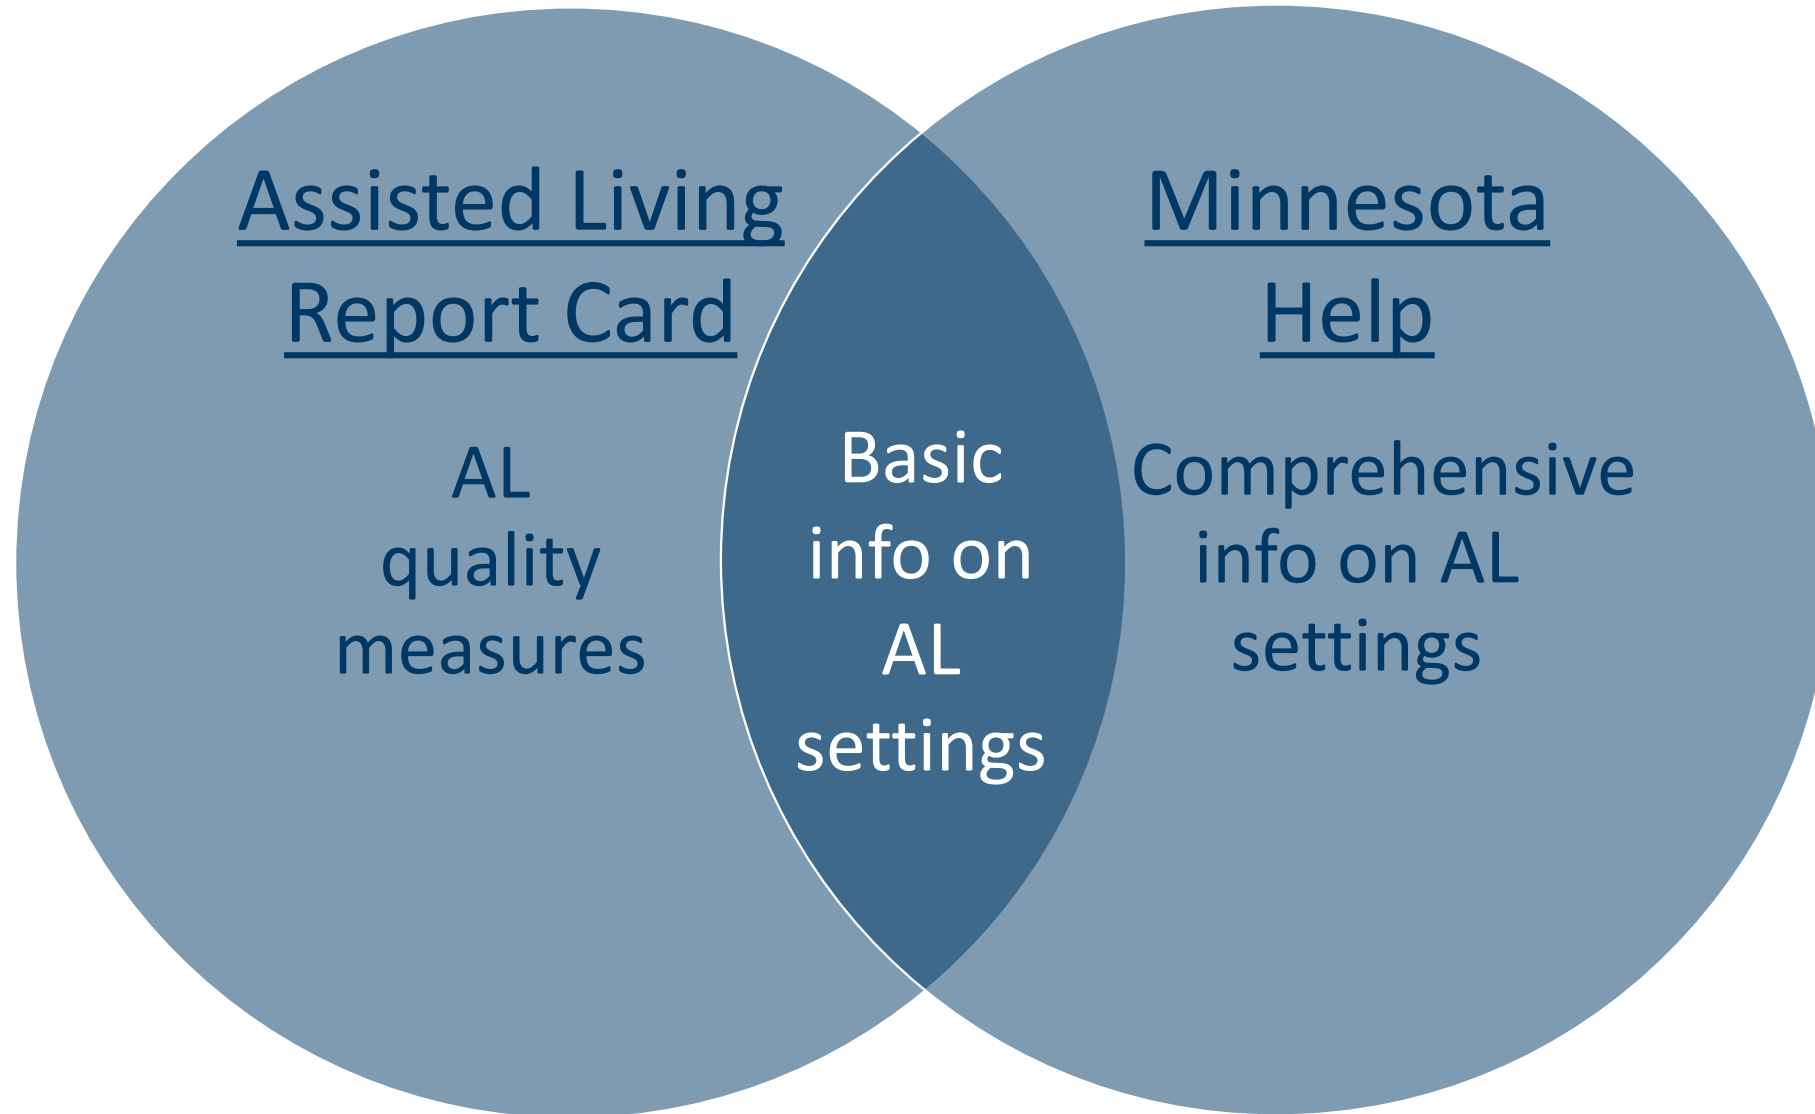 Assisted Living
Report Card
AL
quality
measures
Basic
info on
AL
settings
Minnesota
Help
Comprehensive
info on AL
settings